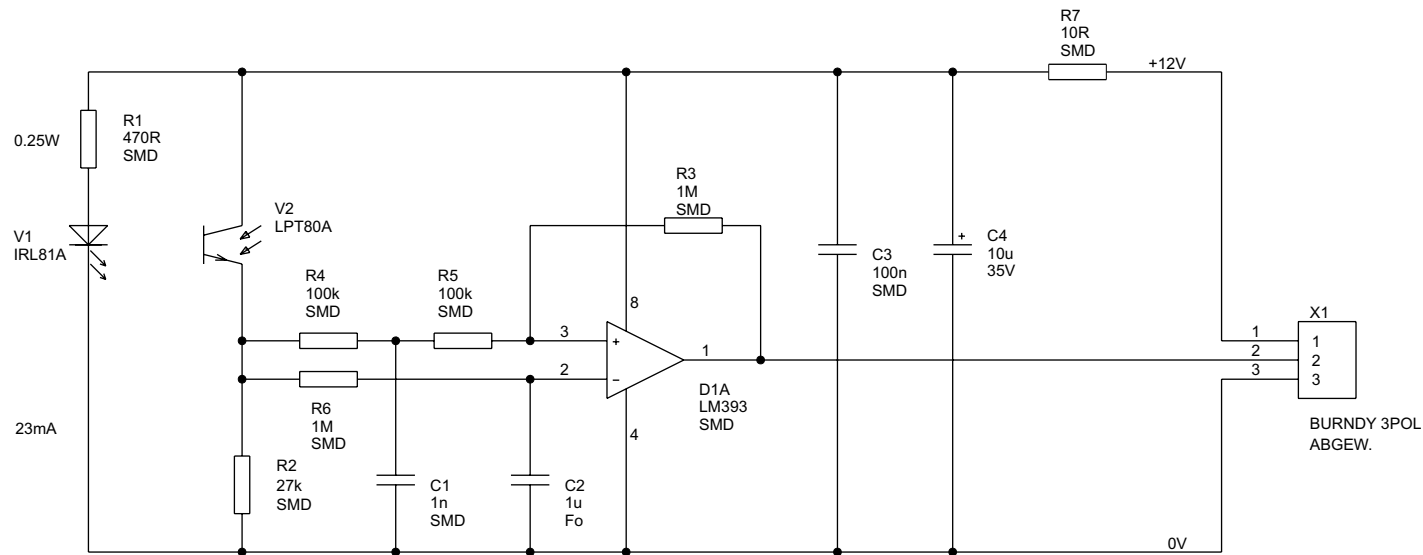 R7
10R
SMD
+12V
R1
470R
SMD
0.25W
R3
1M
SMD
V2
LPT80A
V1
IRL81A
+
C4
10u
35V
C3
100n
SMD
R4
100k
SMD
R5
100k
SMD
8
X1
3
+
1
1
1
2
2
2
−
3
3
D1A
LM393
SMD
R6
1M
SMD
4
23mA
BURNDY 3POL
ABGEW.
R2
27k
SMD
C1
1n
SMD
C2
1u
Fo
0V